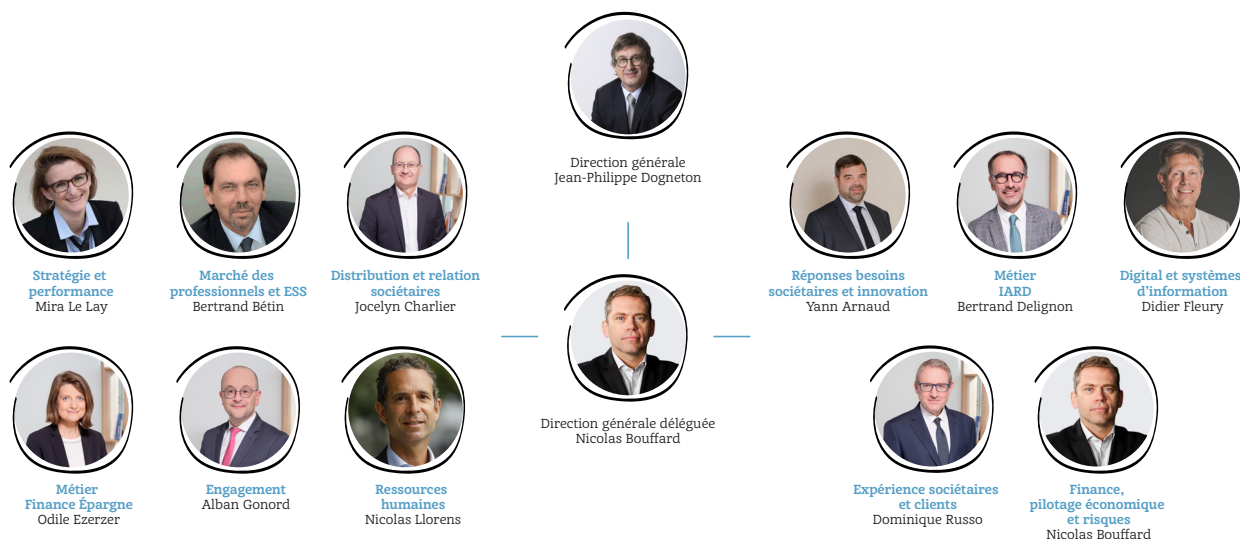 Direction générale
Jean-Philippe Dogneton
Stratégie et
performance
Mira Le Lay
Marché des
professionnels et ESS
Bertrand Bétin
Distribution et relation
sociétaires
Jocelyn Charlier
Réponses besoins
sociétaires et innovation
Yann Arnaud
Métier
IARD
Bertrand Delignon
Digital et systèmes
d'information
Didier Fleury
Direction générale déléguée
Nicolas Bouffard
Métier
Finance Épargne
Odile Ezerzer
Engagement
Alban Gonord
Ressources
humaines
Nicolas Llorens
Expérience sociétaires
et clients
Dominique Russo
Finance,
pilotage économique
et risques
Nicolas Bouffard